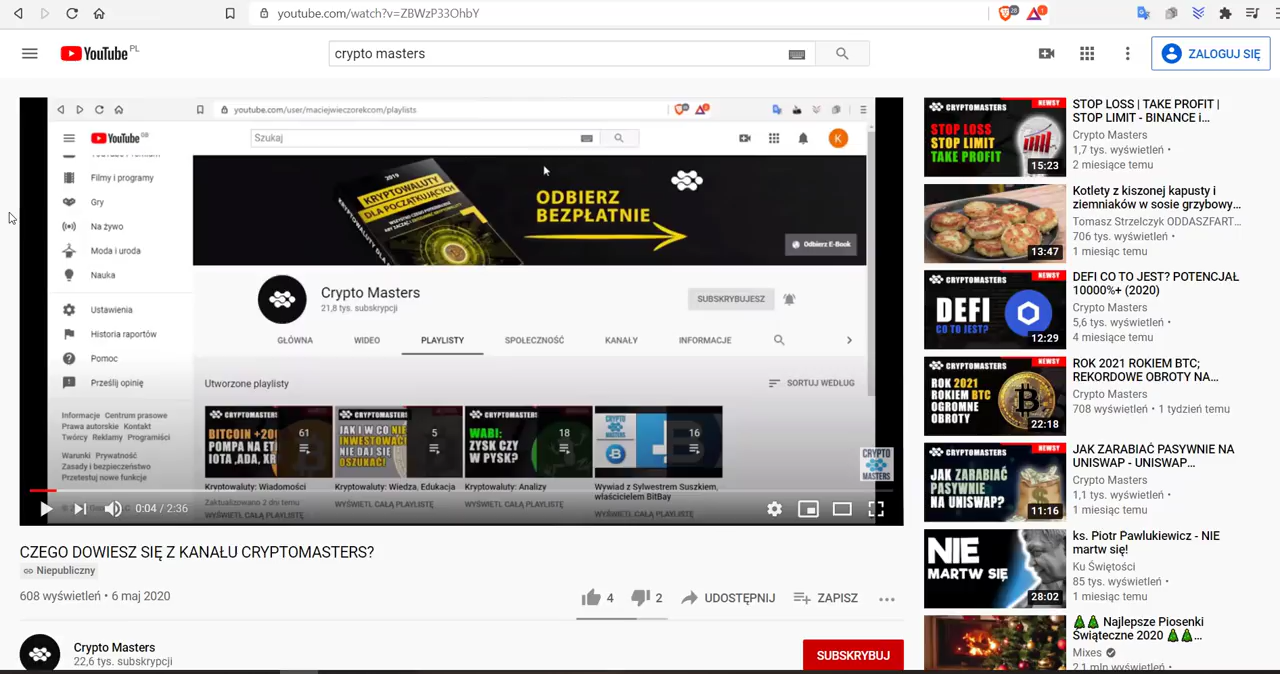 youtube.com/watch?v=ZBWzP33OhbY
28
1
YouTube PL
crypto masters
ZALOGUJ SIĘ
youtube.com/user/maciejwieczorekcom/playlists
YouTube GB
Szukaj
K
Filmy i programy
Gry
Na żywo
Moda i uroda
Nauka
Ustawienia
Historia raportów
Pomoc
Prześlij opinię
Informacje Centrum prasowe
Prawa autorskie Kontakt
Twórcy Reklamy Programiści
Warunki Prywatność
Zasady i bezpieczeństwo
Przetestuj nowe funkcje
2019
KRYPTOWALUTY
DLA POCZĄTKUJĄCYCH
ODBIERZ
BEZPŁATNIE
Odbierz E-Book
Crypto Masters
21,8 tys. subskrypcji
SUBSKRYBUJESZ
GŁÓWNA
WIDEO
PLAYLISTY
SPOŁECZNOŚĆ
KANAŁY
INFORMACJE
Utworzone playlisty
SORTUJ WEDŁUG
CRYPTOMASTERS
BITCOIN +20
POMPA NA ET
IOTA ,ADA, XR
61
CRYPTOMASTERS
JAK I W CO NIE
INWESTOWAĆ
NIE DAJ SIĘ
OSZUKAĆ!
5
CRYPTOMASTERS
WABI:
ZYSK CZY
W PYSK?
18
CRYPTO
MASTERS
16
Kryptowaluty: Wiadomości
Zaktualizowano 2 dni temu
WYŚWIETL CAŁĄ PLAYLISTĘ
Kryptowaluty: Wiedza, Edukacja
WYŚWIETL CAŁĄ PLAYLISTĘ
Kryptowaluty: Analizy
WYŚWIETL CAŁĄ PLAYLISTĘ
Wywiad z Sylwestrem Suszkiem,
właścicielem BitBay
WYŚWIETL CAŁĄ PLAYLISTĘ
CRYPTO
MASTERS
0:04 / 2:36
CZEGO DOWIESZ SIĘ Z KANAŁU CRYPTOMASTERS?
Niepubliczny
608 wyświetleń • 6 maj 2020
4
2
UDOSTĘPNIJ
ZAPISZ
Crypto Masters
22,6 tys. subskrypcji
SUBSKRYBUJ
CRYPTOMASTERS
NEWSY
STOP LOSS
STOP LIMIT
TAKE PROFIT
15:23
STOP LOSS | TAKE PROFIT |
STOP LIMIT - BINANCE i...
Crypto Masters
1,7 tys. wyświetleń •
2 miesiące temu
13:47
Kotlety z kiszonej kapusty i
ziemniaków w sosie grzybowy...
Tomasz Strzelczyk ODDASZFART...
706 tys. wyświetleń •
1 miesiąc temu
CRYPTOMASTERS
NEWSY
DEFI
CO TO JEST?
12:29
DEFI CO TO JEST? POTENCJAŁ
10000%+ (2020)
Crypto Masters
5,6 tys. wyświetleń •
4 miesiące temu
CRYPTOMASTERS
NEWSY
ROK 2021
ROKIEM BTC
OGROMNE
OBROTY
22:18
ROK 2021 ROKIEM BTC;
REKORDOWE OBROTY NA...
Crypto Masters
708 wyświetleń • 1 tydzień temu
CRYPTOMASTERS
NEWSY
JAK ZARABIAĆ
PASYWNIE
NA UNISWAP?
11:16
JAK ZARABIAĆ PASYWNIE NA
UNISWAP - UNISWAP...
Crypto Masters
1,1 tys. wyświetleń •
1 miesiąc temu
NIE
MARTW SIĘ
28:02
ks. Piotr Pawlukiewicz - NIE
martw się!
Ku Świętości
85 tys. wyświetleń •
1 miesiąc temu
🎄🎄 Najlepsze Piosenki
Świąteczne 2020 🎄🎄...
Mixes
2,1 mln wyświetleń •